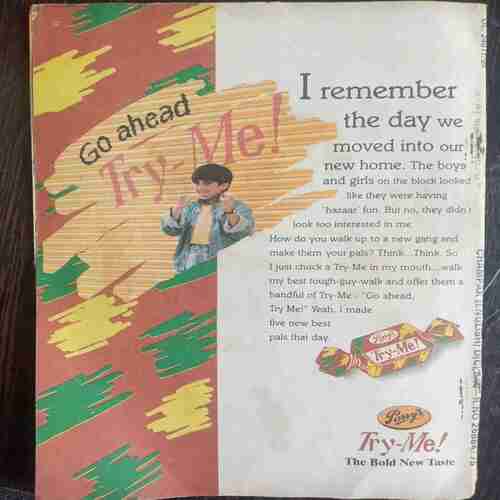 Go ahead
Try-Me!
I remember
the day we
moved into our
new home. The boys
and girls on the block looked
like they were having
'bazaar' fun. But no, they didn't
look too interested in me.
How do you walk up to a new gang and
make them your pals? Think...Think. So
I just chuck a Try-Me in my mouth...walk
my best tough-guy-walk and offer them a
handful of Try-Me - "Go ahead,
Try Me!" Yeah, I made
five new best
pals that day.
Parry's
Try-Me!
Parry's
Try-Me!
The Bold New Taste